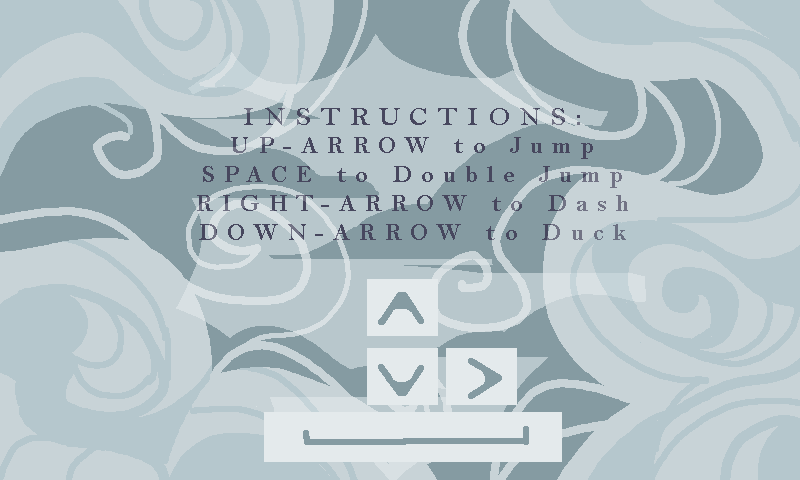 INSTRUCTIONS:
UP-ARROW to Jump
SPACE to Double Jump
RIGHT-ARROW to Dash
DOWN-ARROW to Duck